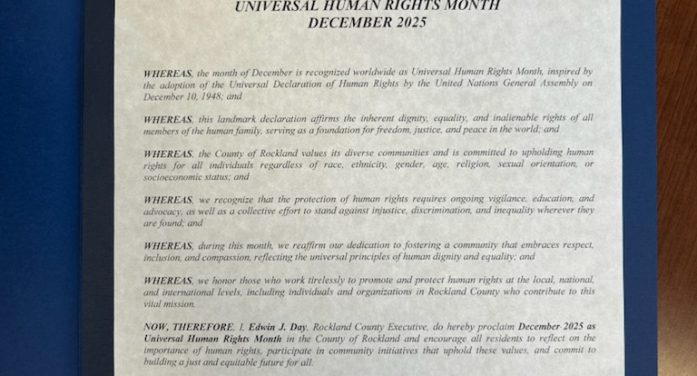 UNIVERSAL HUMAN RIGHTS MONTH
DECEMBER 2025
WHEREAS, the month of December is recognized worldwide as Universal Human Rights Month, inspired by
the adoption of the Universal Declaration of Human Rights by the United Nations General Assembly on
December 10, 1948; and
WHEREAS, this landmark declaration affirms the inherent dignity, equality, and inalienable rights of all
members of the human family, serving as a foundation for freedom, justice, and peace in the world; and
WHEREAS, the County of Rockland values its diverse communities and is committed to upholding human
rights for all individuals regardless of race, ethnicity, gender, age, religion, sexual orientation, or
socioeconomic status; and
WHEREAS, we recognize that the protection of human rights requires ongoing vigilance, education, and
advocacy, as well as a collective effort to stand against injustice, discrimination, and inequality wherever they
are found; and
WHEREAS, during this month, we reaffirm our dedication to fostering a community that embraces respect,
inclusion, and compassion, reflecting the universal principles of human dignity and equality; and
WHEREAS, we honor those who work tirelessly to promote and protect human rights at the local, national,
and international levels, including individuals and organizations in Rockland County who contribute to this
vital mission.
NOW, THEREFORE, I, Edwin J. Day, Rockland County Executive, do hereby proclaim December 2025 as
Universal Human Rights Month in the County of Rockland and encourage all residents to reflect on the
importance of human rights, participate in community initiatives that uphold these values, and commit to
building a just and equitable future for all.